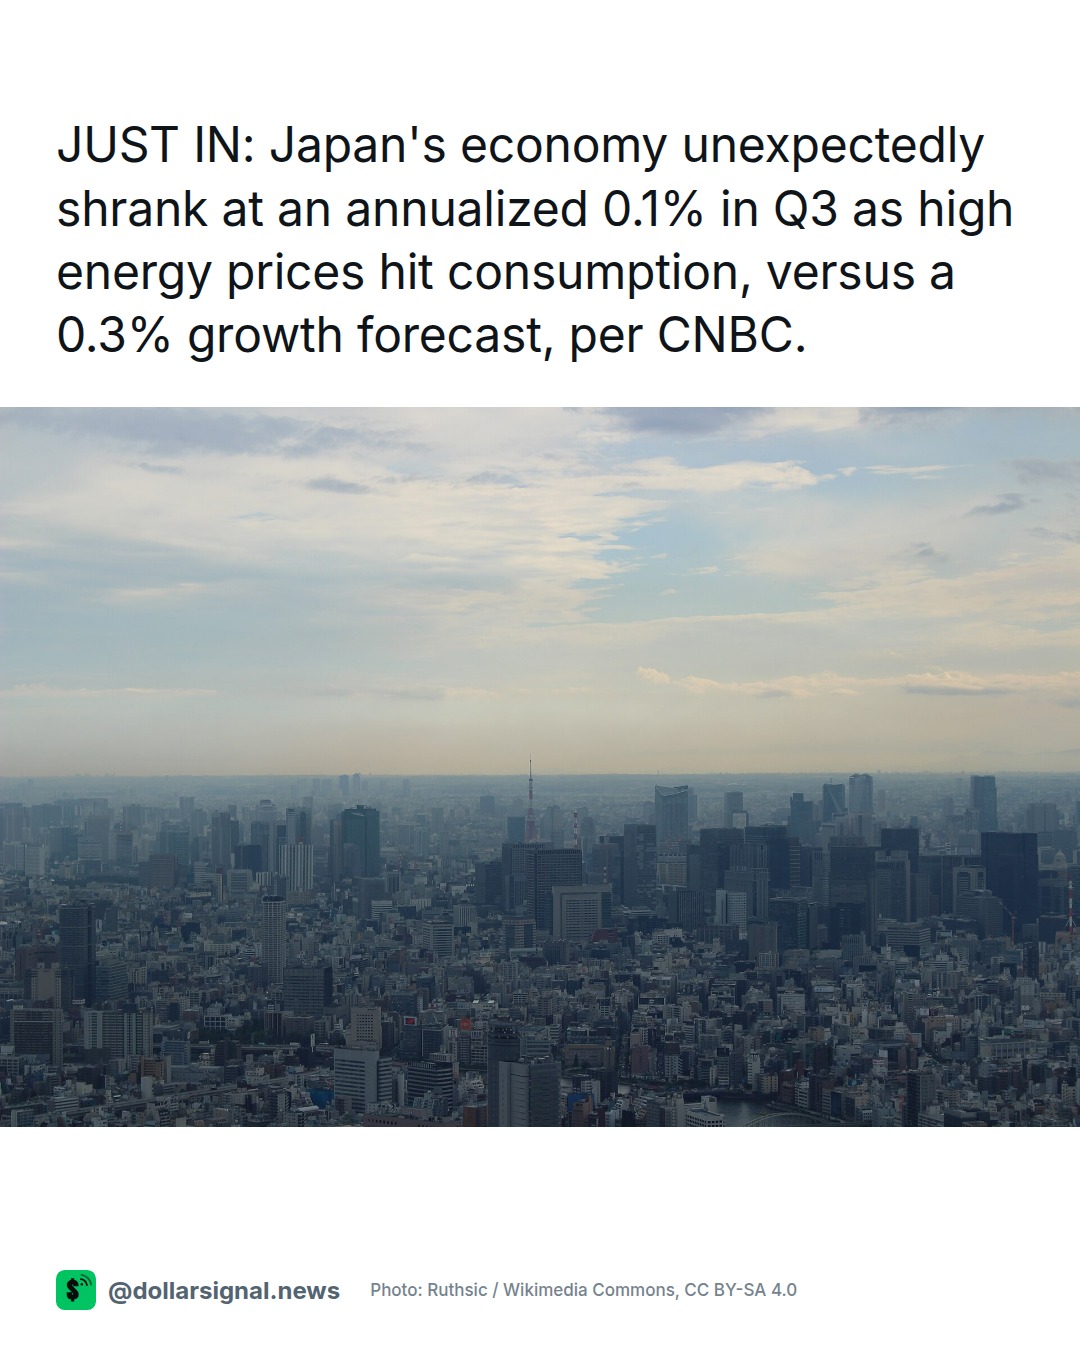 JUST IN: Japan's economy unexpectedly
shrank at an annualized 0.1% in Q3 as high
energy prices hit consumption, versus a
0.3% growth forecast, per CNBC.
$ @dollarsignal.news Photo: Ruthsic / Wikimedia Commons, CC BY-SA 4.0